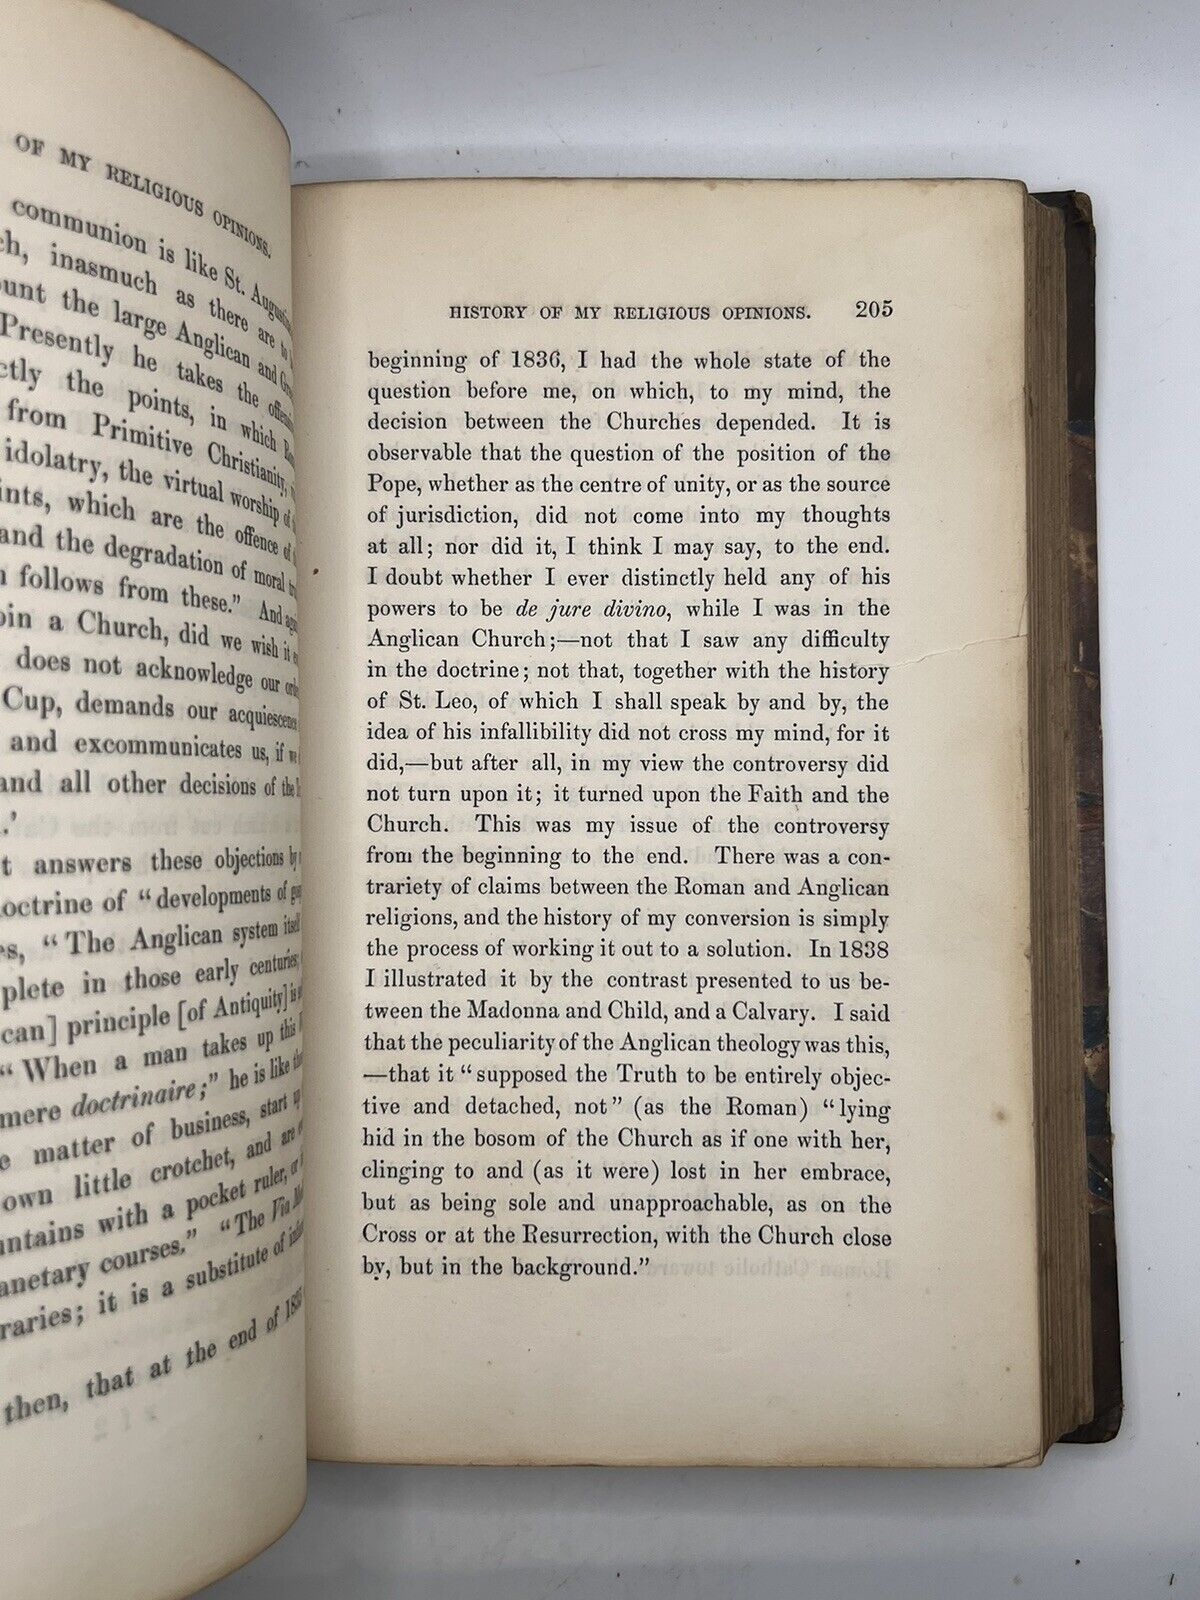 OF MY RELIGIOUS OPINIONS.
communion is like St.
inasmuch as there are to
the large Anglican and
Presently he takes the
the points, in which
from Primitive Christianity,
idolatry, the virtual worship of
which are the offence of
and the degradation of moral
follows from these." And
a Church, did we wish it
does not acknowledge our
Cup, demands our acquiescence
and excommunicates us, if
and all other decisions of the
answers these objections by
doctrine of "developments of
"The Anglican system itself
in those early centuries;
principle [of Antiquity] is
"When a man takes up this
mere doctrinaire;" he is like
matter of business, start up
own little crotchet, and are
with a pocket ruler, or
courses." "The Via
it is a substitute of
then, that at the end of
HISTORY OF MY RELIGIOUS OPINIONS. 205
beginning of 1836, I had the whole state of the
question before me, on which, to my mind, the
decision between the Churches depended. It is
observable that the question of the position of the
Pope, whether as the centre of unity, or as the source
of jurisdiction, did not come into my thoughts
at all; nor did it, I think I may say, to the end.
I doubt whether I ever distinctly held any of his
powers to be de jure divino, while I was in the
Anglican Church;—not that I saw any difficulty
in the doctrine; not that, together with the history
of St. Leo, of which I shall speak by and by, the
idea of his infallibility did not cross my mind, for it
did,—but after all, in my view the controversy did
not turn upon it; it turned upon the Faith and the
Church. This was my issue of the controversy
from the beginning to the end. There was a con-
trariety of claims between the Roman and Anglican
religions, and the history of my conversion is simply
the process of working it out to a solution. In 1838
I illustrated it by the contrast presented to us be-
tween the Madonna and Child, and a Calvary. I said
that the peculiarity of the Anglican theology was this,
—that it "supposed the Truth to be entirely objec-
tive and detached, not" (as the Roman) "lying
hid in the bosom of the Church as if one with her,
clinging to and (as it were) lost in her embrace,
but as being sole and unapproachable, as on the
Cross or at the Resurrection, with the Church close
by, but in the background."